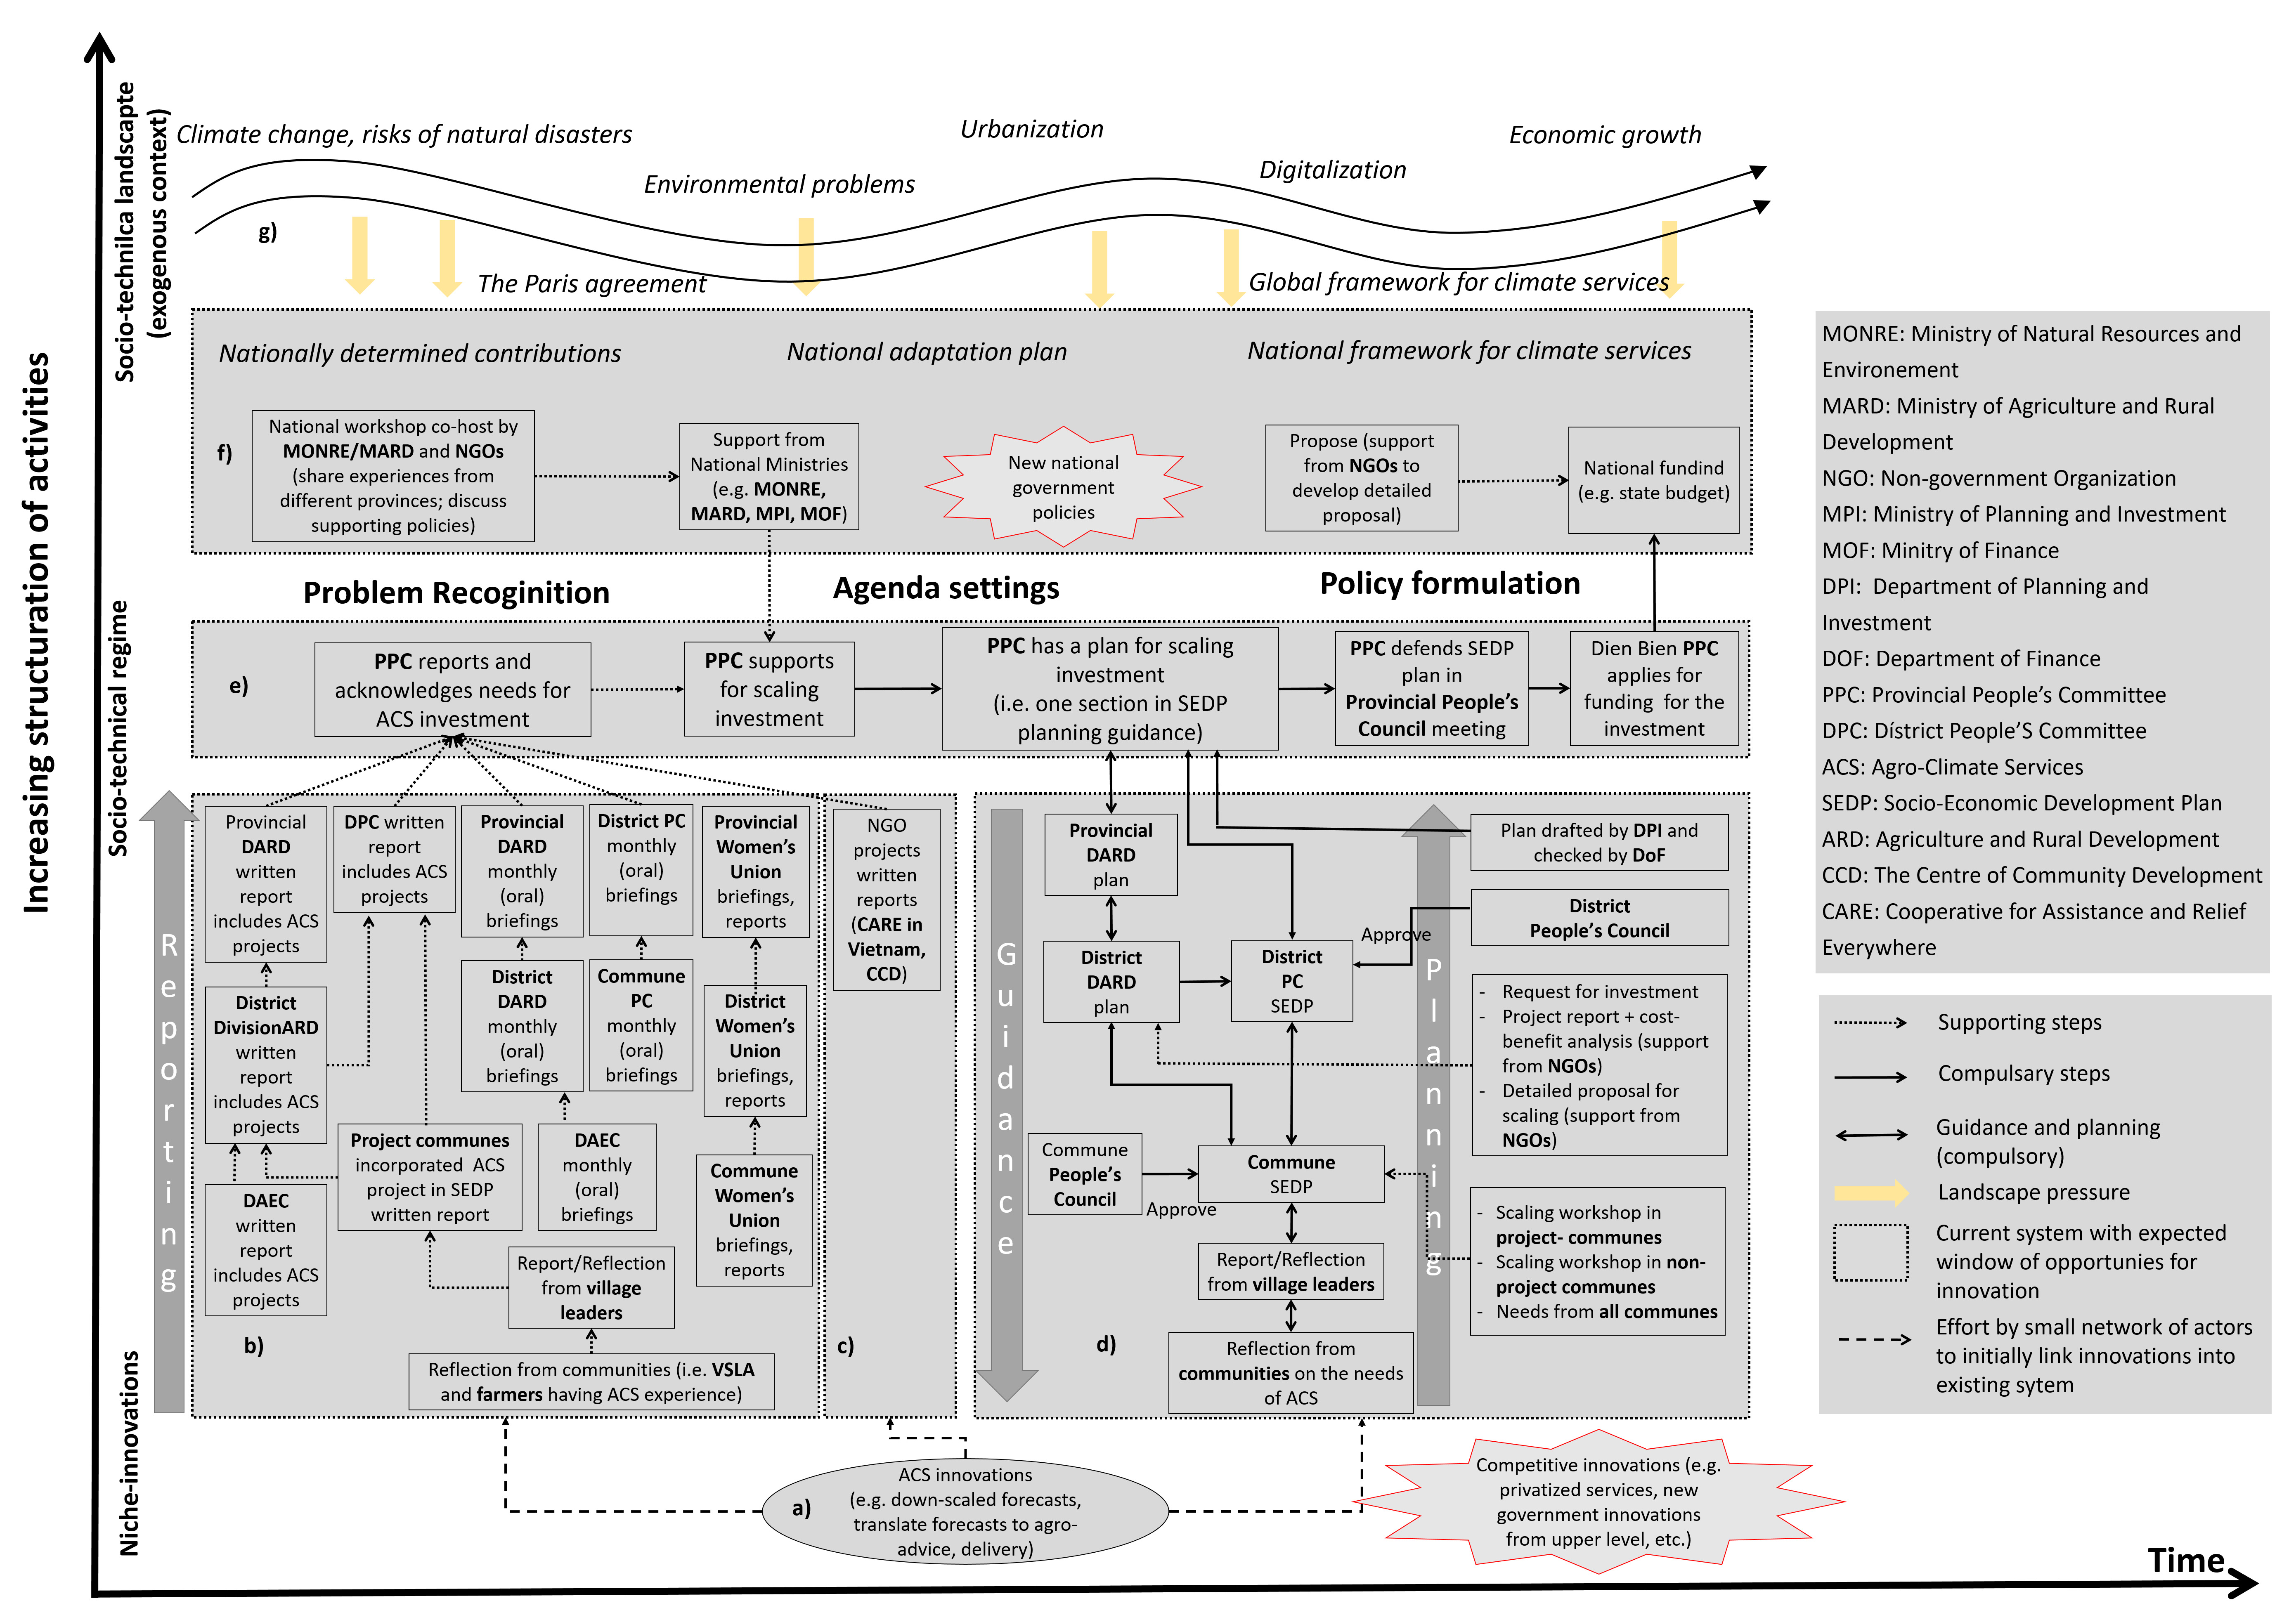 Increasing structuration of activities
Socio-technilca landscapte
(exogenous context)
Socio-technical regime
Niche-innovations
Climate change, risks of natural disasters
Environmental problems
Urbanization
Digitalization
Economic growth
g)
The Paris agreement
Global framework for climate services
Nationally determined contributions
National adaptation plan
National framework for climate services
f)
National workshop co-host by
MONRE/MARD and NGOs
(share experiences from
different provinces; discuss
supporting policies)
Support from
National Ministries
(e.g. MONRE,
MARD, MPI, MOF)
New national
government
policies
Propose (support
from NGOs to
develop detailed
proposal)
National fundind
(e.g. state budget)
Problem Recoginition
Agenda settings
Policy formulation
e)
PPC reports and
acknowledges needs for
ACS investment
PPC supports
for scaling
investment
PPC has a plan for scaling
investment
(i.e. one section in SEDP
planning guidance)
PPC defends SEDP
plan in
Provincial People's
Council meeting
Dien Bien PPC
applies for
funding for the
investment
Reporting
Provincial
DARD
written
report
includes ACS
projects
DPC written
report
includes ACS
projects
Provincial
DARD
monthly
(oral)
briefings
District PC
monthly
(oral)
briefings
Provincial
Women's
Union
briefings,
reports
District
DivisionARD
written
report
includes ACS
projects
District
DARD
monthly
(oral)
briefings
Commune
PC
monthly
(oral)
briefings
District
Women's
Union
briefings,
reports
DAEC
written
report
includes ACS
projects
Project communes
incorporated ACS
project in SEDP
written report
DAEC
monthly
(oral)
briefings
Commune
Women's
Union
briefings,
reports
Report/Reflection
from village
leaders
b)
Reflection from communities (i.e. VSLA
and farmers having ACS experience)
NGO
projects
written
reports
(CARE in
Vietnam,
CCD)
c)
Guidance
Provincial
DARD
plan
District
DARD
plan
District
PC
SEDP
Approve
Planning
Plan drafted by DPI and
checked by DoF
District
People's Council
- Request for investment
- Project report + cost-
benefit analysis (support
from NGOs)
- Detailed proposal for
scaling (support from
NGOs)
Commune
People's
Council
Approve
Commune
SEDP
- Scaling workshop in
project- communes
- Scaling workshop in non-
project communes
- Needs from all communes
Report/Reflection
from village leaders
d)
Reflection from
communities on the needs
of ACS
a)
ACS innovations
(e.g. down-scaled forecasts,
translate forecasts to agro-
advice, delivery)
Competitive innovations (e.g.
privatized services, new
government innovations
from upper level, etc.)
Time
MONRE: Ministry of Natural Resources and
Environement
MARD: Ministry of Agriculture and Rural
Development
NGO: Non-government Organization
MPI: Ministry of Planning and Investment
MOF: Minitry of Finance
DPI: Department of Planning and
Investment
DOF: Department of Finance
PPC: Provincial People's Committee
DPC: Dístrict People'S Committee
ACS: Agro-Climate Services
SEDP: Socio-Economic Development Plan
ARD: Agriculture and Rural Development
CCD: The Centre of Community Development
CARE: Cooperative for Assistance and Relief
Everywhere
Supporting steps
Compulsary steps
Guidance and planning
(compulsory)
Landscape pressure
Current system with expected
window of opportunies for
innovation
Effort by small network of actors
to initially link innovations into
existing sytem